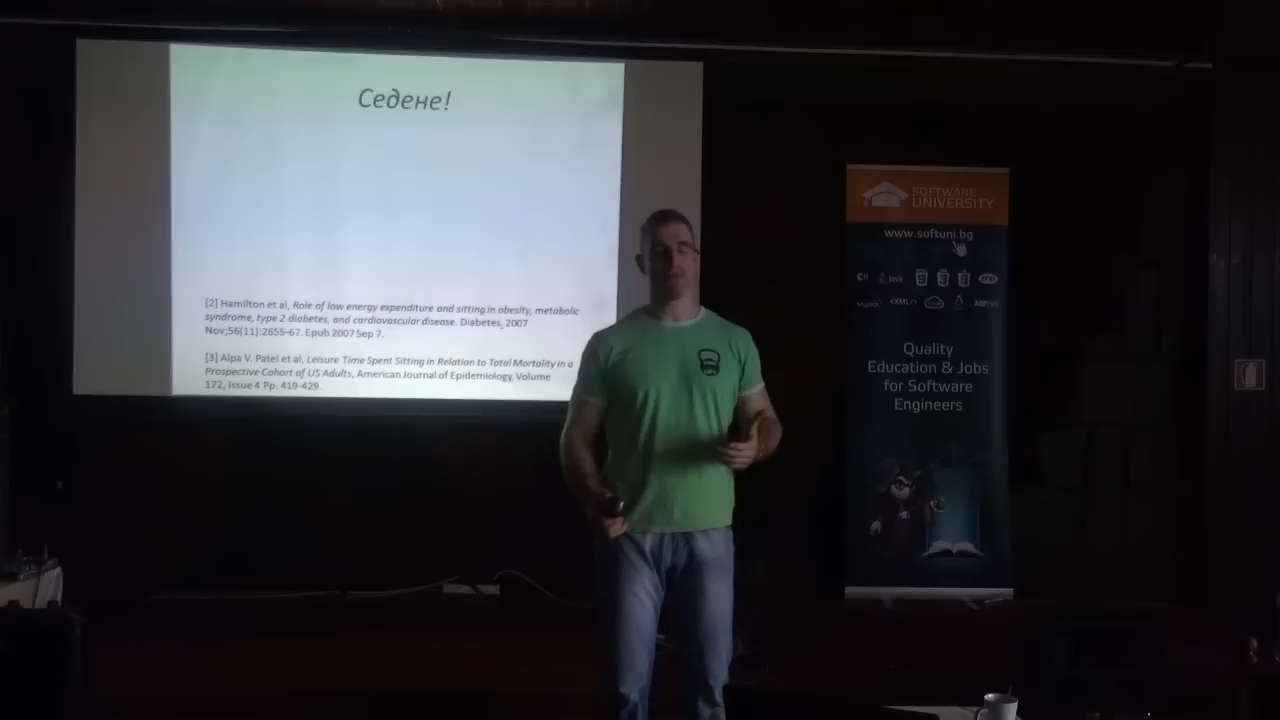 Седене!
[2] Hamilton et al, Role of low energy expenditure and sitting in obesity, metabolic
syndrome, type 2 diabetes, and cardiovascular disease. Diabetes, 2007
Nov;56(11):2655-67. Epub 2007 Sep 7.
[3] Alpa V. Patel et al, Leisure Time Spent Sitting in Relation to Total Mortality in a
Prospective Cohort of US Adults, American Journal of Epidemiology, Volume
172, Issue 4 Pp. 419-429.
SOFTWARE
UNIVERSITY
www.softuni.bg
C# Java
MySQL <XML/>
Quality
Education & Jobs
for Software
Engineers